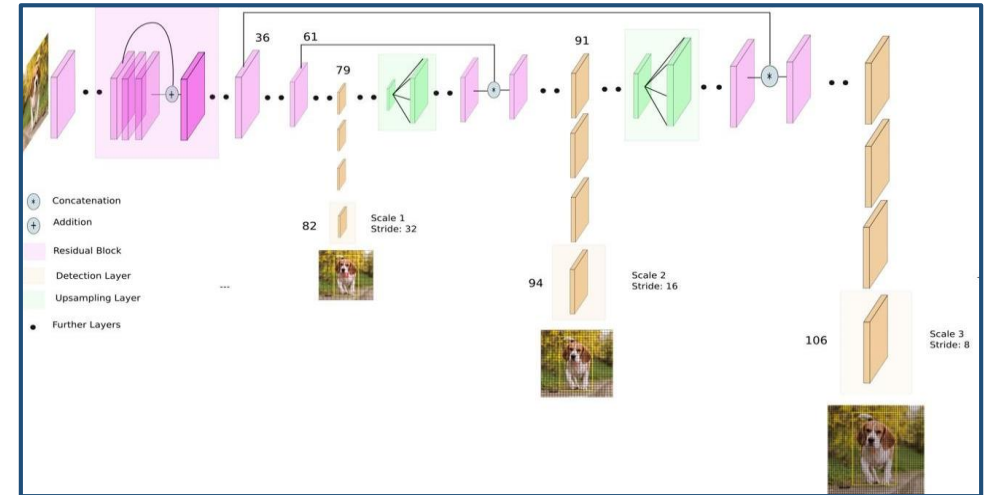 36
61
91
79
Concatenation
Addition
Residual Block
Detection Layer
Upsampling Layer
Further Layers
...
82
Scale 1
Stride: 32
94
Scale 2
Stride: 16
106
Scale 3
Stride: 8